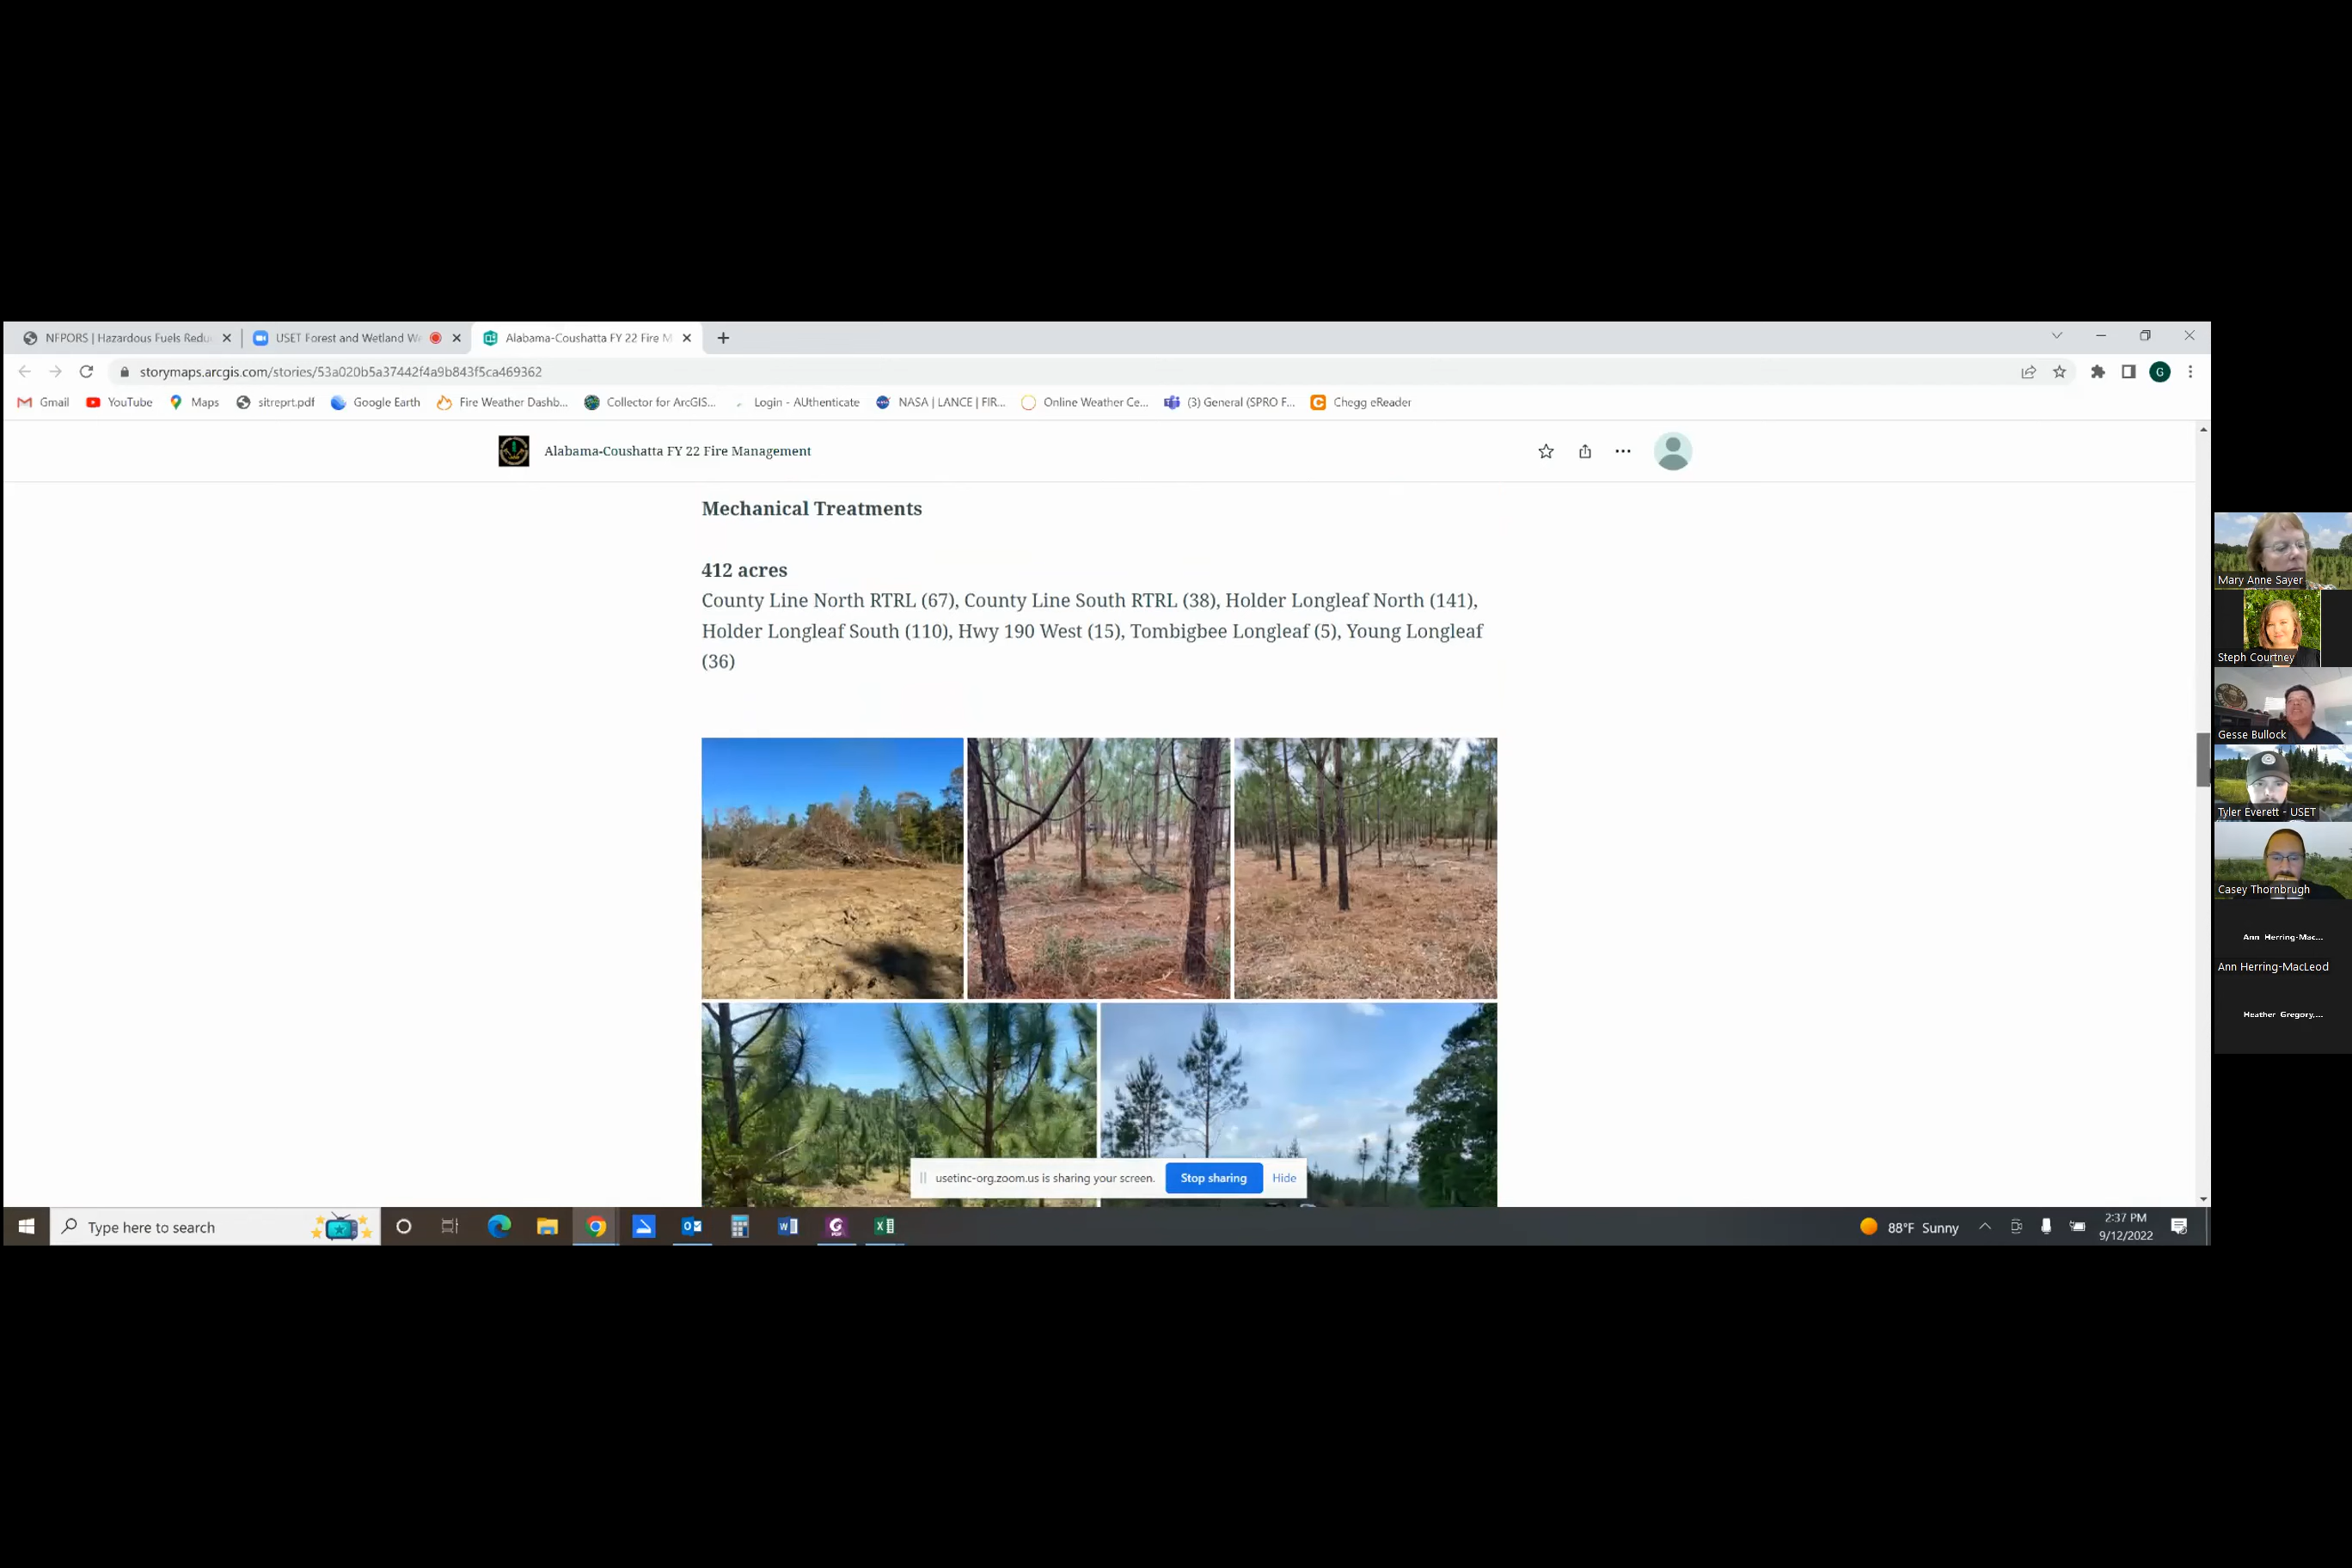 NFPORS | Hazardous Fuels Redu
USET Forest and Wetland W
Alabama-Coushatta FY 22 Fire M
storymaps.arcgis.com/stories/53a020b5a37442f4a9b843f5ca469362
G
Gmail
YouTube
Maps
sitreprt.pdf
Google Earth
Fire Weather Dashb...
Collector for ArcGIS...
Login - AUthenticate
NASA | LANCE | FIR...
Online Weather Ce...
(3) General (SPRO F...
Chegg eReader
Alabama-Coushatta FY 22 Fire Management
Mechanical Treatments
412 acres
County Line North RTRL (67), County Line South RTRL (38), Holder Longleaf North (141),
Holder Longleaf South (110), Hwy 190 West (15), Tombigbee Longleaf (5), Young Longleaf
(36)
usetinc-org.zoom.us is sharing your screen.
Stop sharing
Hide
Type here to search
88°F Sunny
2:37 PM
9/12/2022
Mary Anne Sayer
Steph Courtney
Gesse Bullock
Tyler Everett - USET
Casey Thornbrugh
Ann Herring-Mac...
Ann Herring-MacLeod
Heather Gregory,...